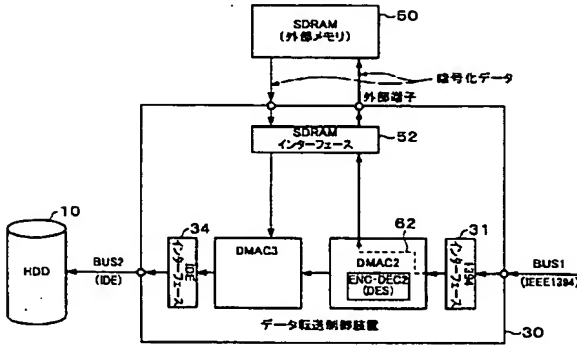 50
SDRAM
(外部メモリ)
暗号化データ
外部端子
SDRAM
インターフェース
52
10
34
62
31
HDD
BUS2
(IDE)
IDE
インターフェース
DMAC3
DMAC2
ENC-DEC2
(DES)
1394
インターフェース
BUS1
(IEEE1394)
データ転送制御装置
30